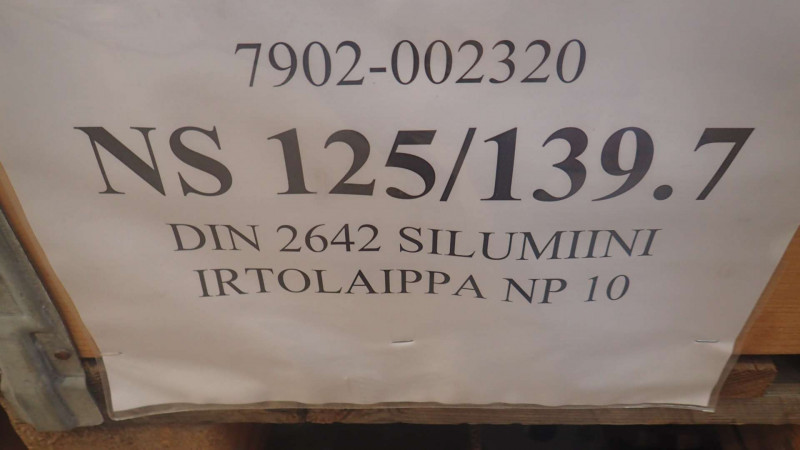 7902-002320
NS 125/139.7
DIN 2642 SILUMIINI
IRTOLAIPPA NP 10